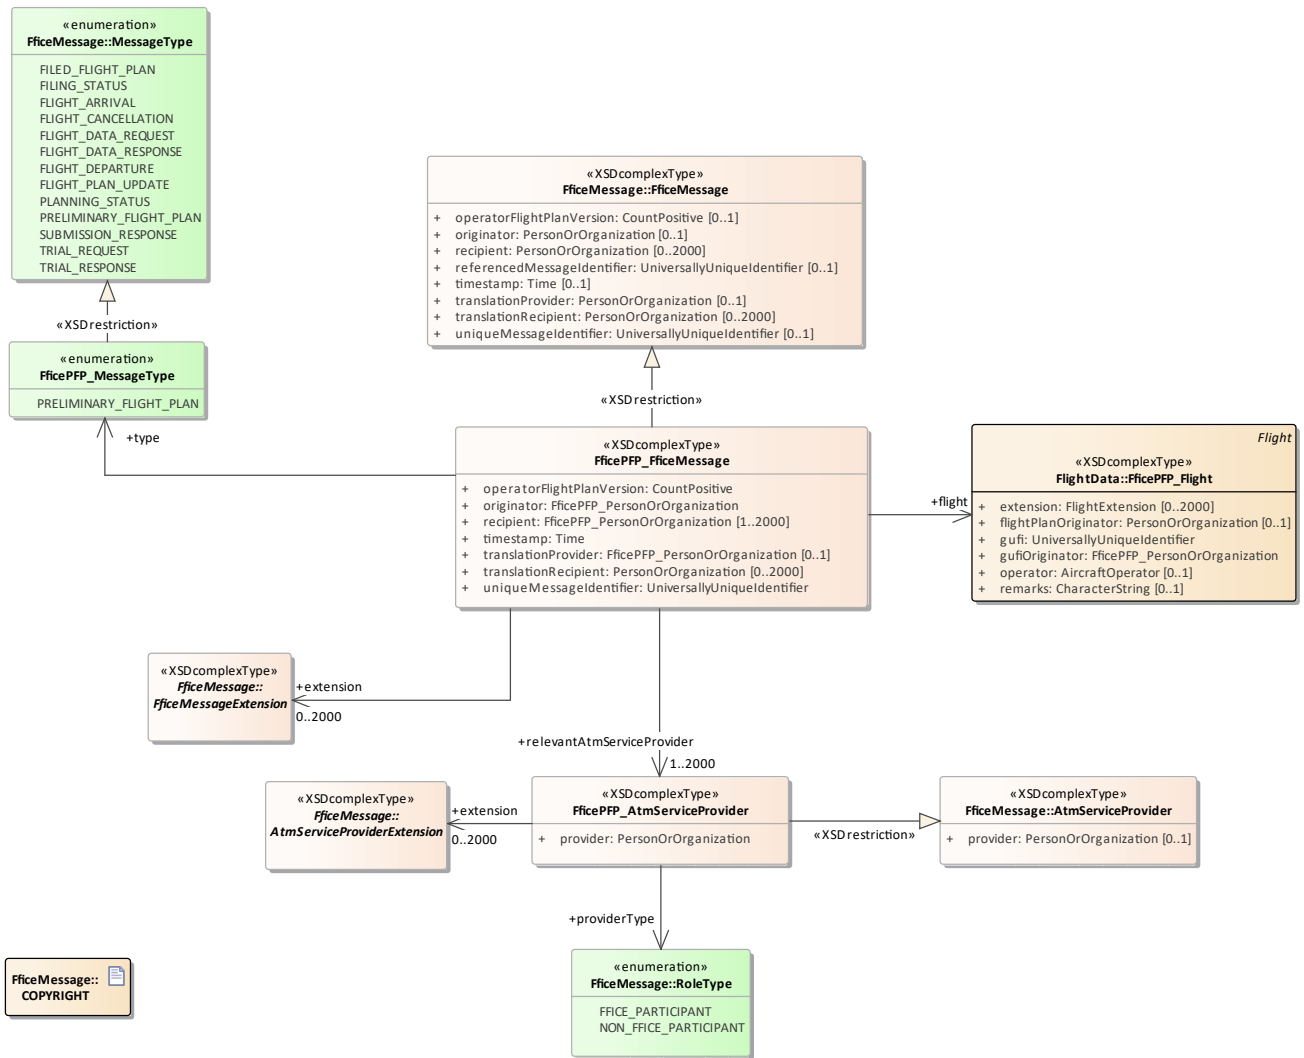 «enumeration»
FficeMessage::MessageType
FILED_FLIGHT_PLAN
FILING_STATUS
FLIGHT_ARRIVAL
FLIGHT_CANCELLATION
FLIGHT_DATA_REQUEST
FLIGHT_DATA_RESPONSE
FLIGHT_DEPARTURE
FLIGHT_PLAN_UPDATE
PLANNING_STATUS
PRELIMINARY_FLIGHT_PLAN
SUBMISSION_RESPONSE
TRIAL_REQUEST
TRIAL_RESPONSE
«XSDrestriction»
«enumeration»
FficePFP_MessageType
PRELIMINARY_FLIGHT_PLAN
+type
«XSDcomplexType»
FficeMessage::FficeMessage
+ operatorFlightPlanVersion: CountPositive [0..1]
+ originator: PersonOrOrganization [0..1]
+ recipient: PersonOrOrganization [0..2000]
+ referencedMessageIdentifier: UniversallyUniqueIdentifier [0..1]
+ timestamp: Time [0..1]
+ translationProvider: PersonOrOrganization [0..1]
+ translationRecipient: PersonOrOrganization [0..2000]
+ uniqueMessageIdentifier: UniversallyUniqueIdentifier [0..1]
«XSDrestriction»
«XSDcomplexType»
FficePFP_FficeMessage
+ operatorFlightPlanVersion: CountPositive
+ originator: FficePFP_PersonOrOrganization
+ recipient: FficePFP_PersonOrOrganization [1..2000]
+ timestamp: Time
+ translationProvider: FficePFP_PersonOrOrganization [0..1]
+ translationRecipient: PersonOrOrganization [0..2000]
+ uniqueMessageIdentifier: UniversallyUniqueIdentifier
+flight
Flight
«XSDcomplexType»
FlightData::FficePFP_Flight
+ extension: FlightExtension [0..2000]
+ flightPlanOriginator: PersonOrOrganization [0..1]
+ gufi: UniversallyUniqueIdentifier
+ gufiOriginator: FficePFP_PersonOrOrganization
+ operator: AircraftOperator [0..1]
+ remarks: CharacterString [0..1]
«XSDcomplexType»
FficeMessage::
FficeMessageExtension
+extension
0..2000
+relevantAtmServiceProvider
1..2000
«XSDcomplexType»
FficeMessage::
AtmServiceProviderExtension
+extension
0..2000
«XSDcomplexType»
FficePFP_AtmServiceProvider
+ provider: PersonOrOrganization
«XSDrestriction»
«XSDcomplexType»
FficeMessage::AtmServiceProvider
+ provider: PersonOrOrganization [0..1]
+providerType
«enumeration»
FficeMessage::RoleType
FFICE_PARTICIPANT
NON_FFICE_PARTICIPANT
FficeMessage::
COPYRIGHT